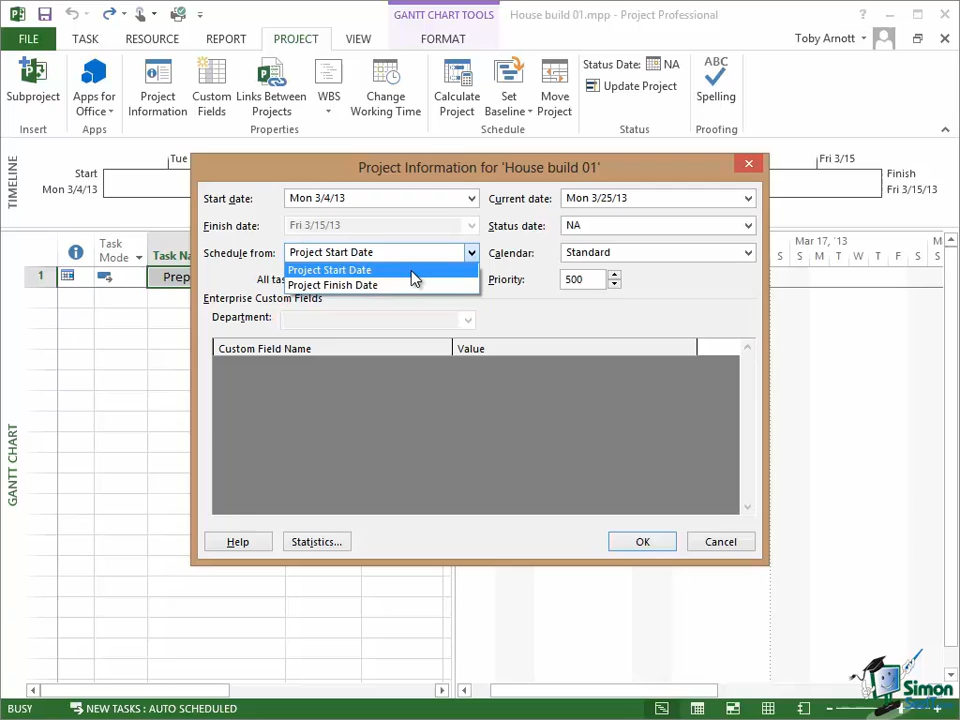 GANTT CHART TOOLS
House build 01.mpp - Project Professional
FILE TASK RESOURCE REPORT PROJECT VIEW FORMAT Toby Arnott
Subproject
Apps for Office
Project Information
Custom Fields
Links Between Projects
WBS
Change Working Time
Calculate Project
Set Baseline
Move Project
Status Date: NA
Update Project
ABC
Spelling
Insert Apps Properties Schedule Status Proofing
TIMELINE
Start
Mon 3/4/13
Tue
Fri 3/15
Finish
Fri 3/15/13
Project Information for 'House build 01'
Start date: Mon 3/4/13 Current date: Mon 3/25/13
Finish date: Fri 3/15/13 Status date: NA
Schedule from: Project Start Date Calendar: Standard
Project Start Date
Project Finish Date
All tas
Priority: 500
Enterprise Custom Fields
Department:
Custom Field Name Value
Help Statistics... OK Cancel
Task Mode
Task Na
1 Prep
Mar 17, '13
M
S M T W T F S S
GANTT CHART
BUSY NEW TASKS : AUTO SCHEDULED
Simon